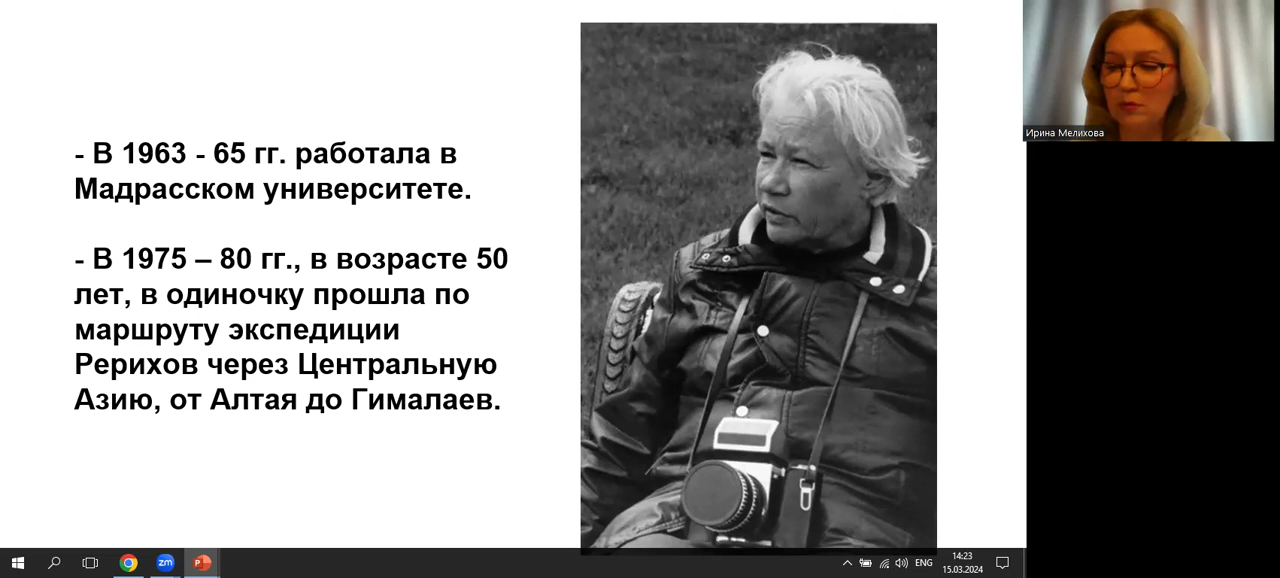 - В 1963 - 65 гг. работала в
Мадрасском университете.
- В 1975 – 80 гг., в возрасте 50
лет, в одиночку прошла по
маршруту экспедиции
Рерихов через Центральную
Азию, от Алтая до Гималаев.
Ирина Мелихова
zm
P
ENG
14:23
15.03.2024